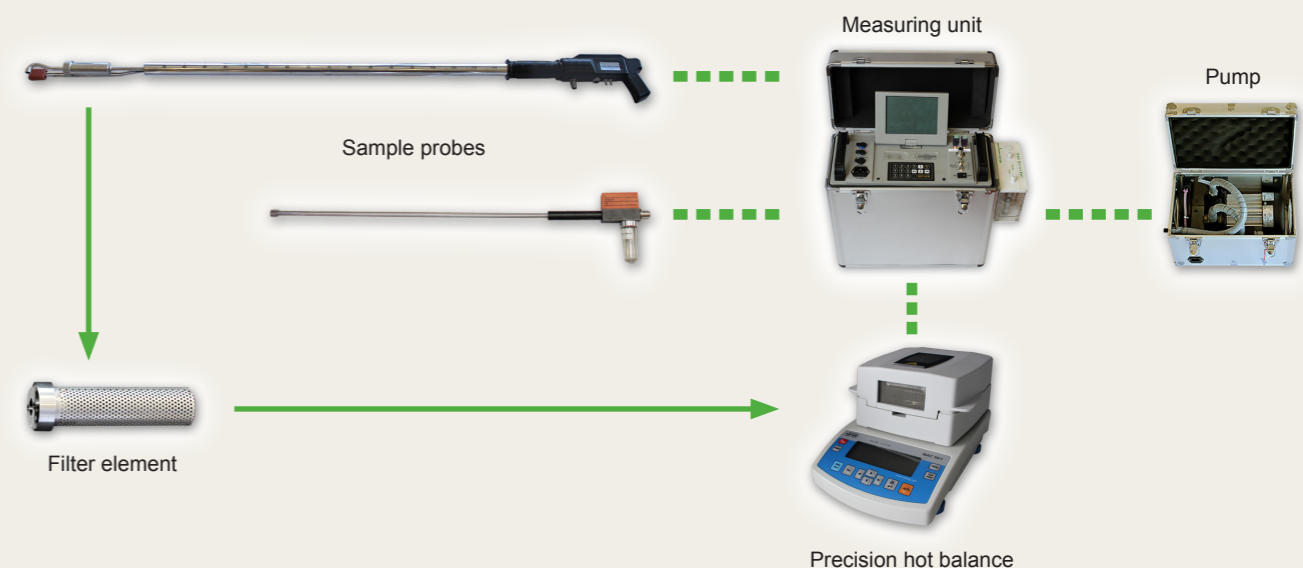 Measuring unit
Pump
Sample probes
Filter element
Precision hot balance